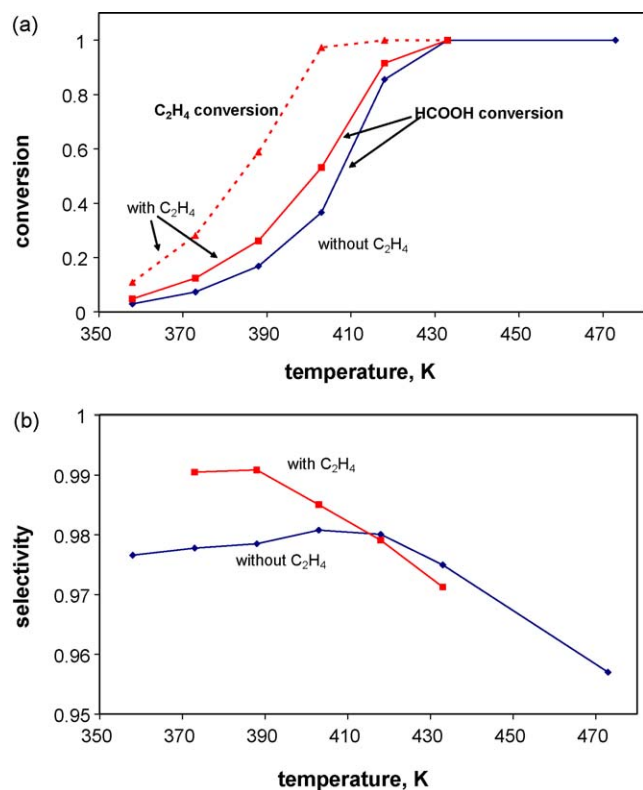 (a)
conversion
1
0.8
0.6
0.4
0.2
0
C₂H₄ conversion
HCOOH conversion
with C₂H₄
without C₂H₄
350 370 390 410 430 450 470
temperature, K
(b)
selectivity
1
0.99
0.98
0.97
0.96
0.95
with C₂H₄
without C₂H₄
350 370 390 410 430 450 470
temperature, K